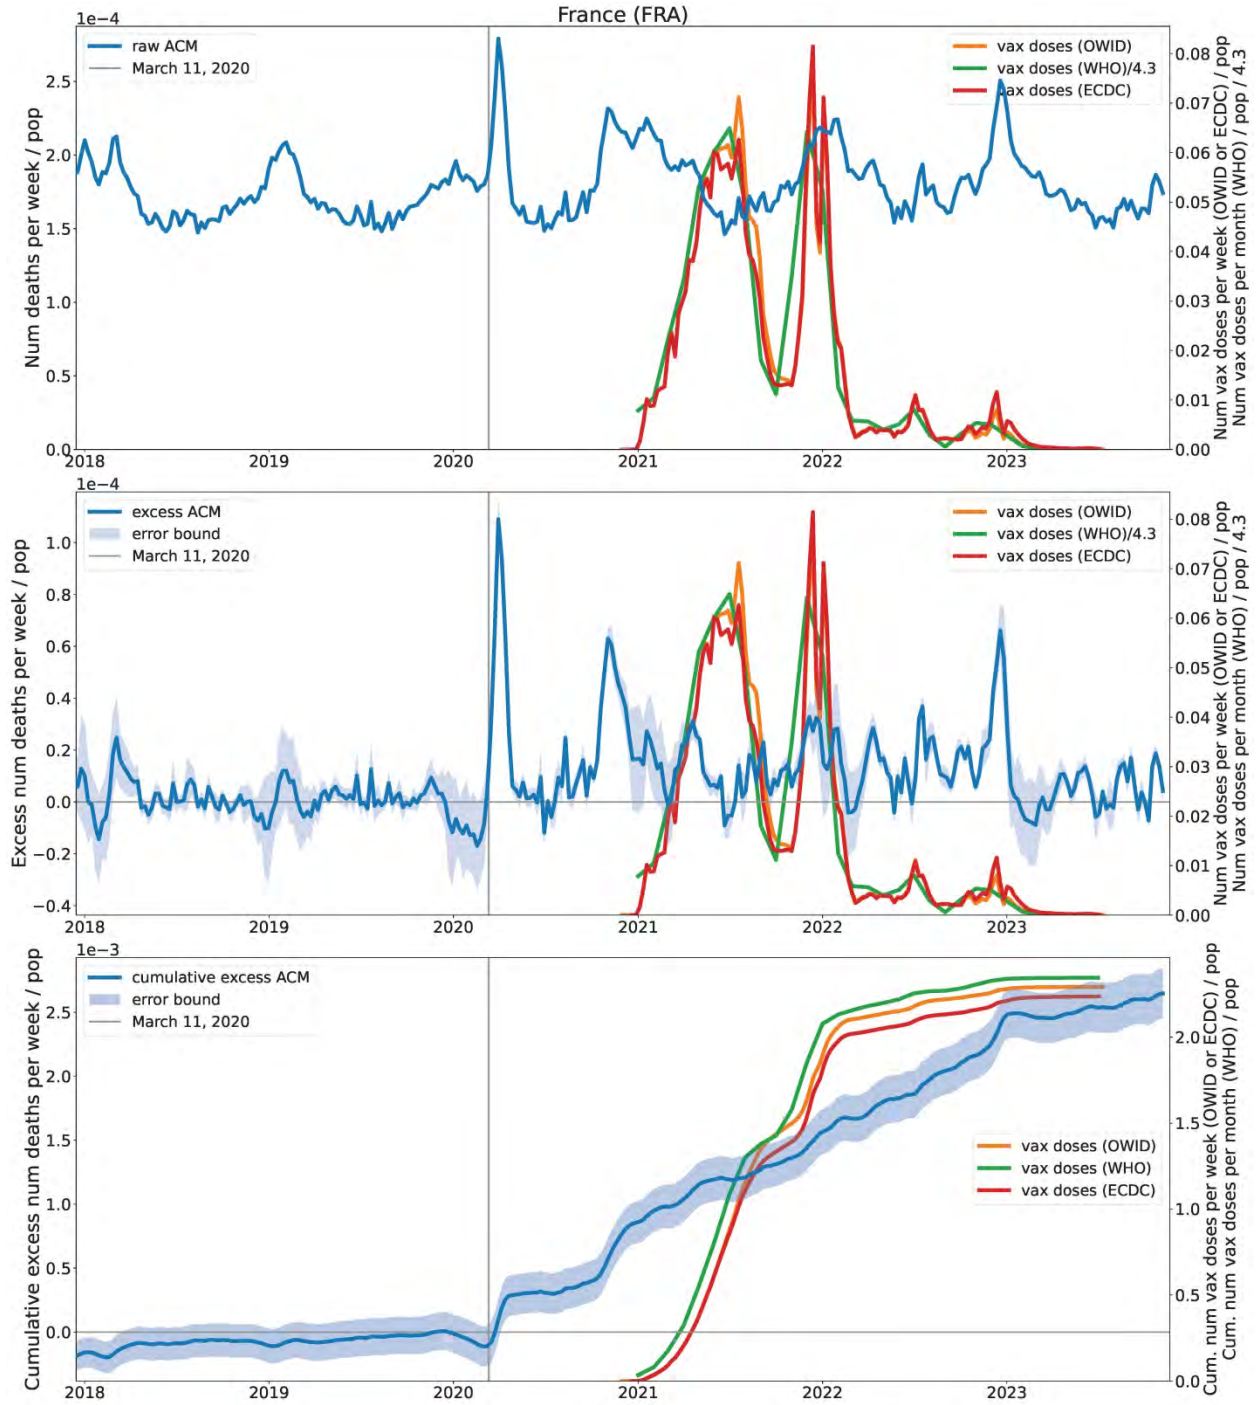 France (FRA)
1e−4
raw ACM
March 11, 2020
vax doses (OWID)
vax doses (WHO)/4.3
vax doses (ECDC)
Num deaths per week / pop
2.5
2.0
1.5
1.0
0.5
0.0
0.08
0.07
0.06
0.05
0.04
0.03
0.02
0.01
0.00
Num vax doses per week (OWID or ECDC) / pop
Num vax doses per month (WHO) / pop / 4.3
2018 2019 2020 2021 2022 2023
1e−4
excess ACM
error bound
March 11, 2020
vax doses (OWID)
vax doses (WHO)/4.3
vax doses (ECDC)
Excess num deaths per week / pop
1.0
0.8
0.6
0.4
0.2
0.0
−0.2
−0.4
0.08
0.07
0.06
0.05
0.04
0.03
0.02
0.01
0.00
Num vax doses per week (OWID or ECDC) / pop
Num vax doses per month (WHO) / pop / 4.3
2018 2019 2020 2021 2022 2023
1e−3
cumulative excess ACM
error bound
March 11, 2020
Cumulative excess num deaths per week / pop
2.5
2.0
1.5
1.0
0.5
0.0
vax doses (OWID)
vax doses (WHO)
vax doses (ECDC)
2.0
1.5
1.0
0.5
0.0
Cum. num vax doses per week (OWID or ECDC) / pop
Cum. num vax doses per month (WHO) / pop
2018 2019 2020 2021 2022 2023